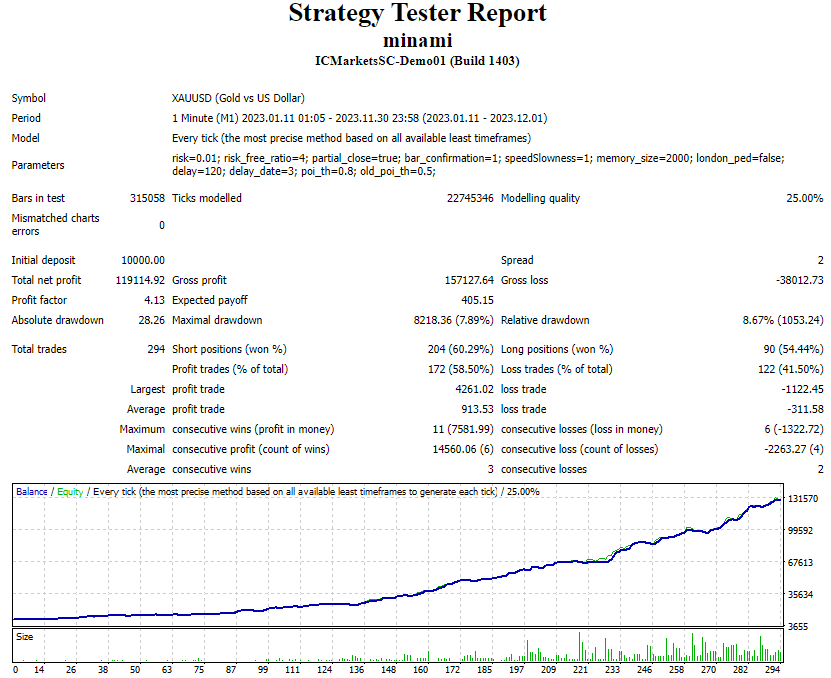 Strategy Tester Report
minami
ICMarketsSC-Demo01 (Build 1403)
Symbol XAUUSD (Gold vs US Dollar)
Period 1 Minute (M1) 2023.01.11 01:05 - 2023.11.30 23:58 (2023.01.11 - 2023.12.01)
Model Every tick (the most precise method based on all available least timeframes)
Parameters risk=0.01; risk_free_ratio=4; partial_close=true; bar_confirmation=1; speedSlowness=1; memory_size=2000; london_ped=false;
delay=120; delay_date=3; poi_th=0.8; old_poi_th=0.5;
Bars in test 315058 Ticks modelled 22745346 Modelling quality 25.00%
Mismatched charts
errors 0
Initial deposit 10000.00 Spread 2
Total net profit 119114.92 Gross profit 157127.64 Gross loss -38012.73
Profit factor 4.13 Expected payoff 405.15
Absolute drawdown 28.26 Maximal drawdown 8218.36 (7.89%) Relative drawdown 8.67% (1053.24)
Total trades 294 Short positions (won %) 204 (60.29%) Long positions (won %) 90 (54.44%)
Profit trades (% of total) 172 (58.50%) Loss trades (% of total) 122 (41.50%)
Largest profit trade 4261.02 loss trade -1122.45
Average profit trade 913.53 loss trade -311.58
Maximum consecutive wins (profit in money) 11 (7581.99) consecutive losses (loss in money) 6 (-1322.72)
Maximal consecutive profit (count of wins) 14560.06 (6) consecutive loss (count of losses) -2263.27 (4)
Average consecutive wins 3 consecutive losses 2
Balance / Equity / Every tick (the most precise method based on all available least timeframes to generate each tick) / 25.00%
131570
99592
67613
35634
3655
Size
0 14 26 38 50 63 75 87 99 111 124 136 148 160 172 185 197 209 221 233 246 258 270 282 294